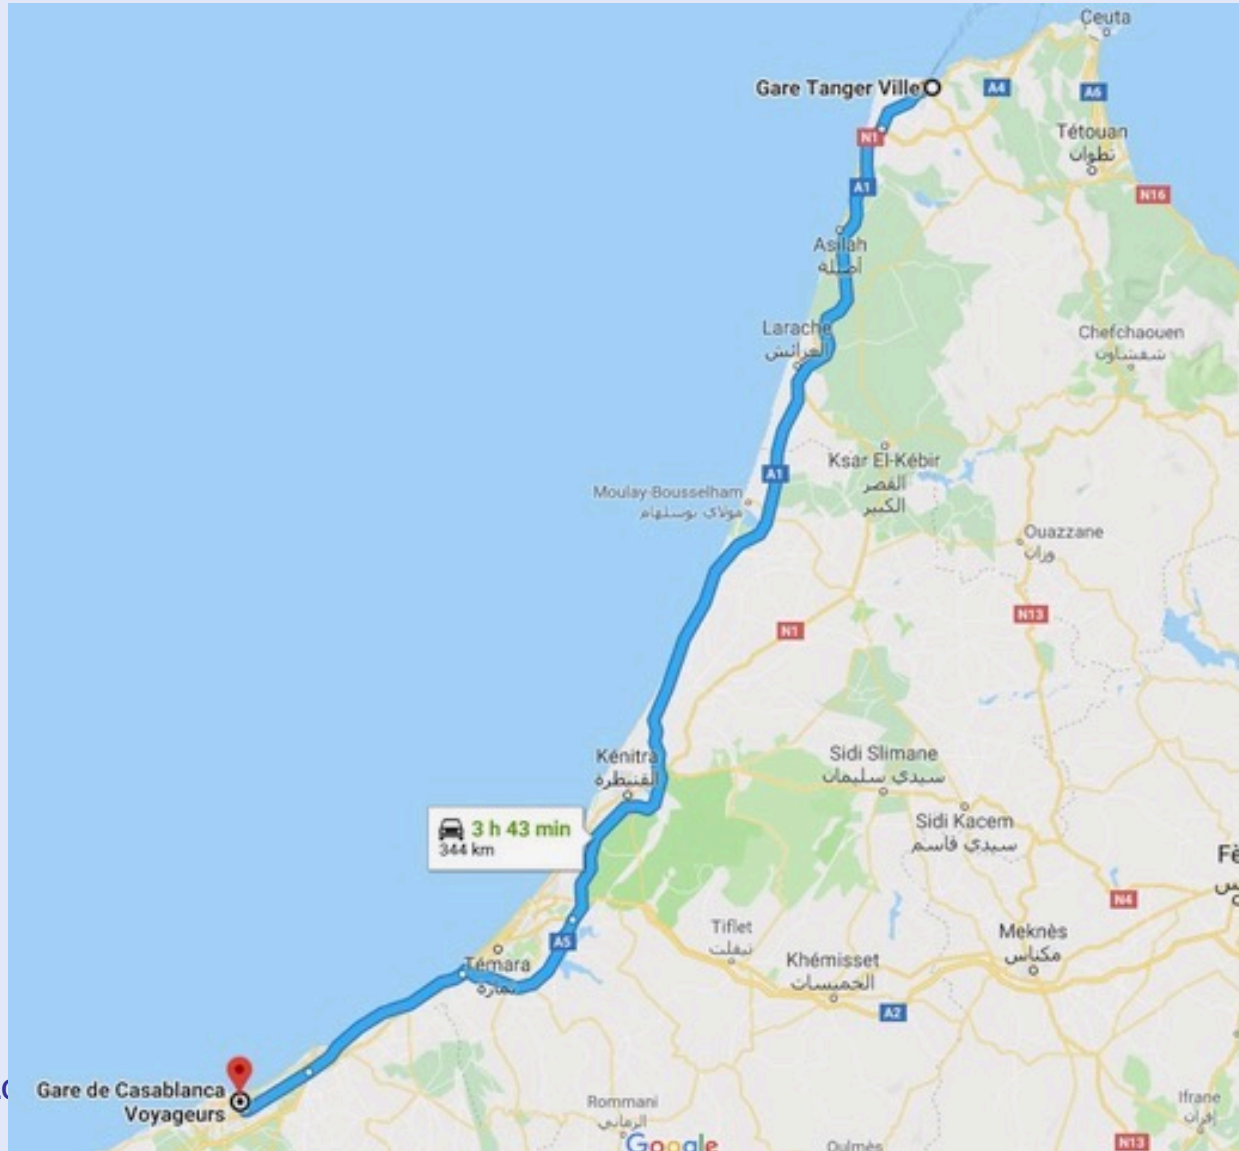 Ceuta
Gare Tanger Ville
A4
A6
Tétouan
تطوان
N1
A1
N16
Asilah
أصيلة
Larache
العرائش
Chefchaouen
شفشاون
Ksar El-Kébir
القصر
الكبير
A1
Moulay Bousselham
مولاي بوسلهام
Ouazzane
وزان
N1
N13
Kénitra
القنيطرة
Sidi Slimane
سيدي سليمان
3 h 43 min
344 km
Sidi Kacem
سيدي قاسم
N4
Tiflet
تيفلت
Meknès
مكناس
A5
Témara
تمارة
Khémisset
الخميسات
A2
Gare de Casablanca
Voyageurs
Rommani
الرماني
Ifrane
إفران
Google
Oulmès
N13